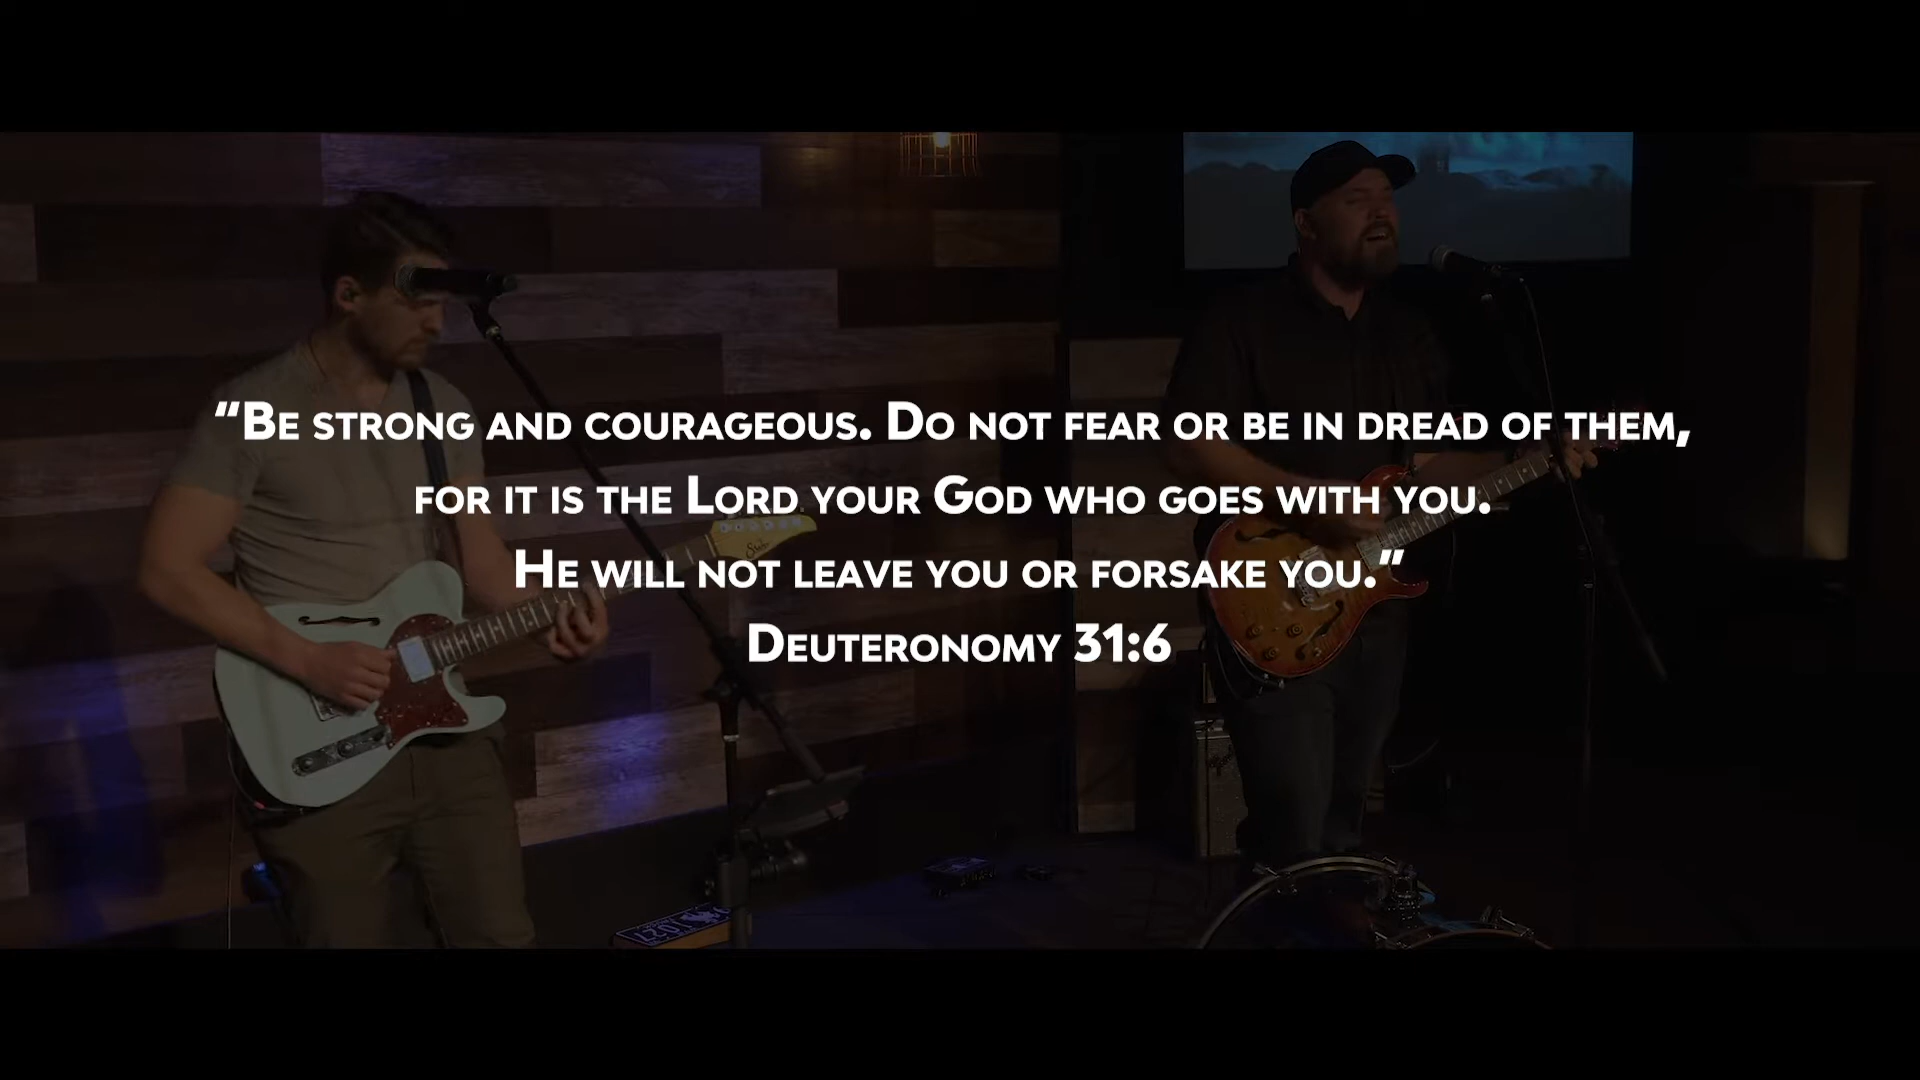 “Be strong and courageous. Do not fear or be in dread of them,
for it is the Lord your God who goes with you.
He will not leave you or forsake you.”
Deuteronomy 31:6